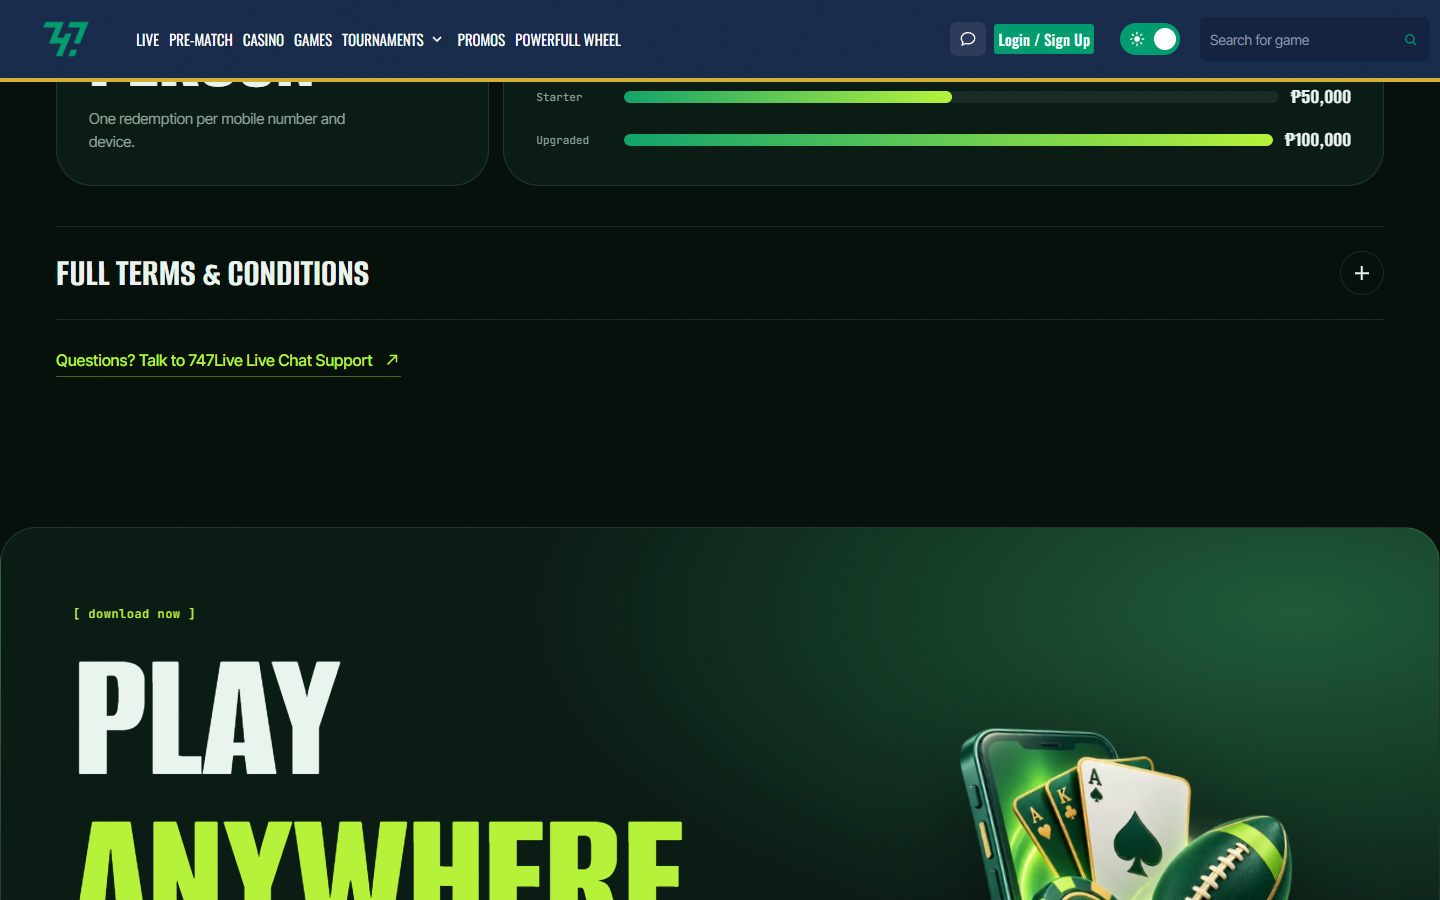 747
LIVE PRE-MATCH CASINO GAMES TOURNAMENTS PROMOS POWERFULL WHEEL
Login / Sign Up
Search for game
PERSON
One redemption per mobile number and
device.
Starter ₱50,000
Upgraded ₱100,000
FULL TERMS & CONDITIONS
Questions? Talk to 747Live Live Chat Support
[ download now ]
PLAY
ANYWHERE
A
K
A